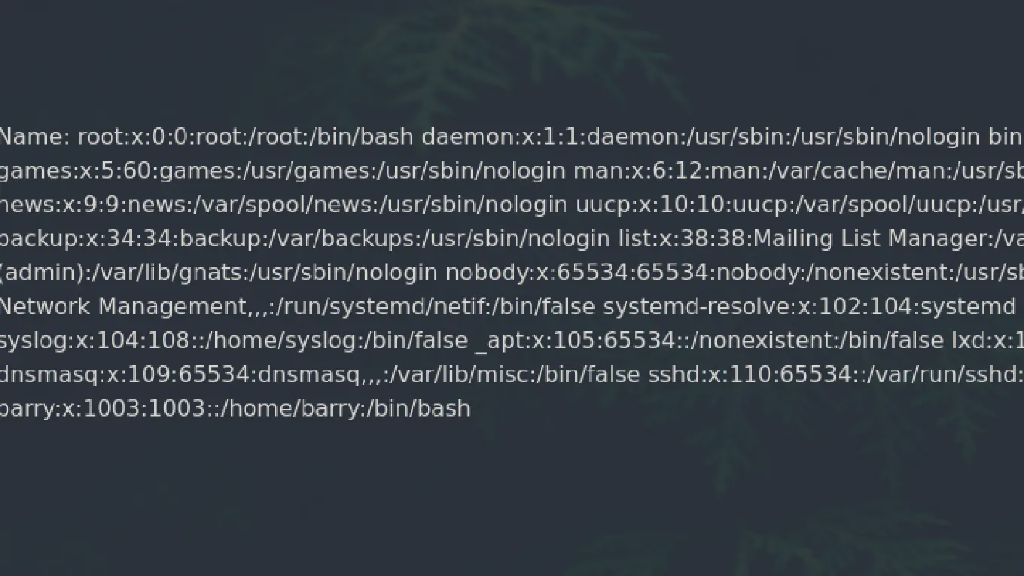 Name: root:x:0:0:root:/root:/bin/bash daemon:x:1:1:daemon:/usr/sbin:/usr/sbin/nologin bin
games:x:5:60:games:/usr/games:/usr/sbin/nologin man:x:6:12:man:/var/cache/man:/usr/sb
news:x:9:9:news:/var/spool/news:/usr/sbin/nologin uucp:x:10:10:uucp:/var/spool/uucp:/usr/
backup:x:34:34:backup:/var/backups:/usr/sbin/nologin list:x:38:38:Mailing List Manager:/va
(admin):/var/lib/gnats:/usr/sbin/nologin nobody:x:65534:65534:nobody:/nonexistent:/usr/sb
Network Management,,,:/run/systemd/netif:/bin/false systemd-resolve:x:102:104:systemd
syslog:x:104:108::/home/syslog:/bin/false _apt:x:105:65534::/nonexistent:/bin/false lxd:x:1
dnsmasq:x:109:65534:dnsmasq,,,:/var/lib/misc:/bin/false sshd:x:110:65534::/var/run/sshd:
barry:x:1003:1003::/home/barry:/bin/bash